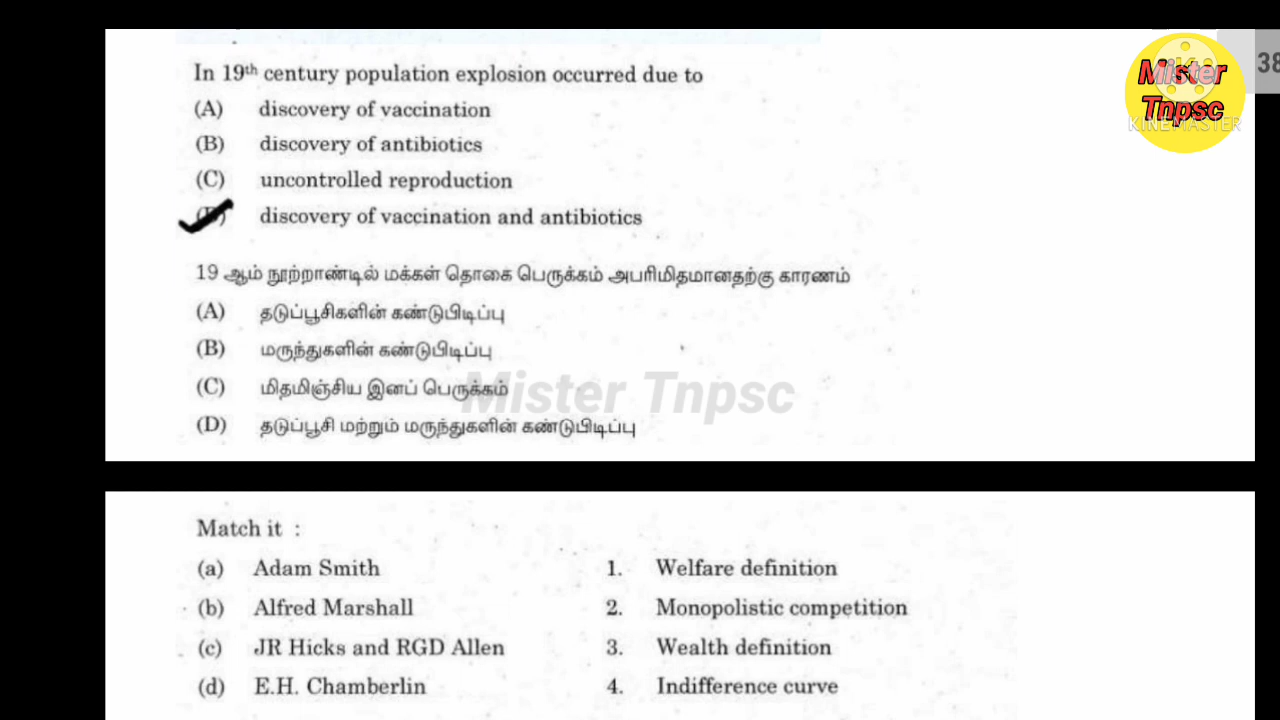 In 19th century population explosion occurred due to
(A) discovery of vaccination
(B) discovery of antibiotics
(C) uncontrolled reproduction
discovery of vaccination and antibiotics
19 ஆம் நூற்றாண்டில் மக்கள் தொகை பெருக்கம் அபரிமிதமானதற்கு காரணம்
(A) தடுப்பூசிகளின் கண்டுபிடிப்பு
(B) மருந்துகளின் கண்டுபிடிப்பு
(C) மிதமிஞ்சிய இனப் பெருக்கம்
(D) தடுப்பூசி மற்றும் மருந்துகளின் கண்டுபிடிப்பு
Mister Tnpsc
Match it :
(a) Adam Smith 1. Welfare definition
(b) Alfred Marshall 2. Monopolistic competition
(c) JR Hicks and RGD Allen 3. Wealth definition
(d) E.H. Chamberlin 4. Indifference curve
Mister
Tnpsc
KINEMASTER
38